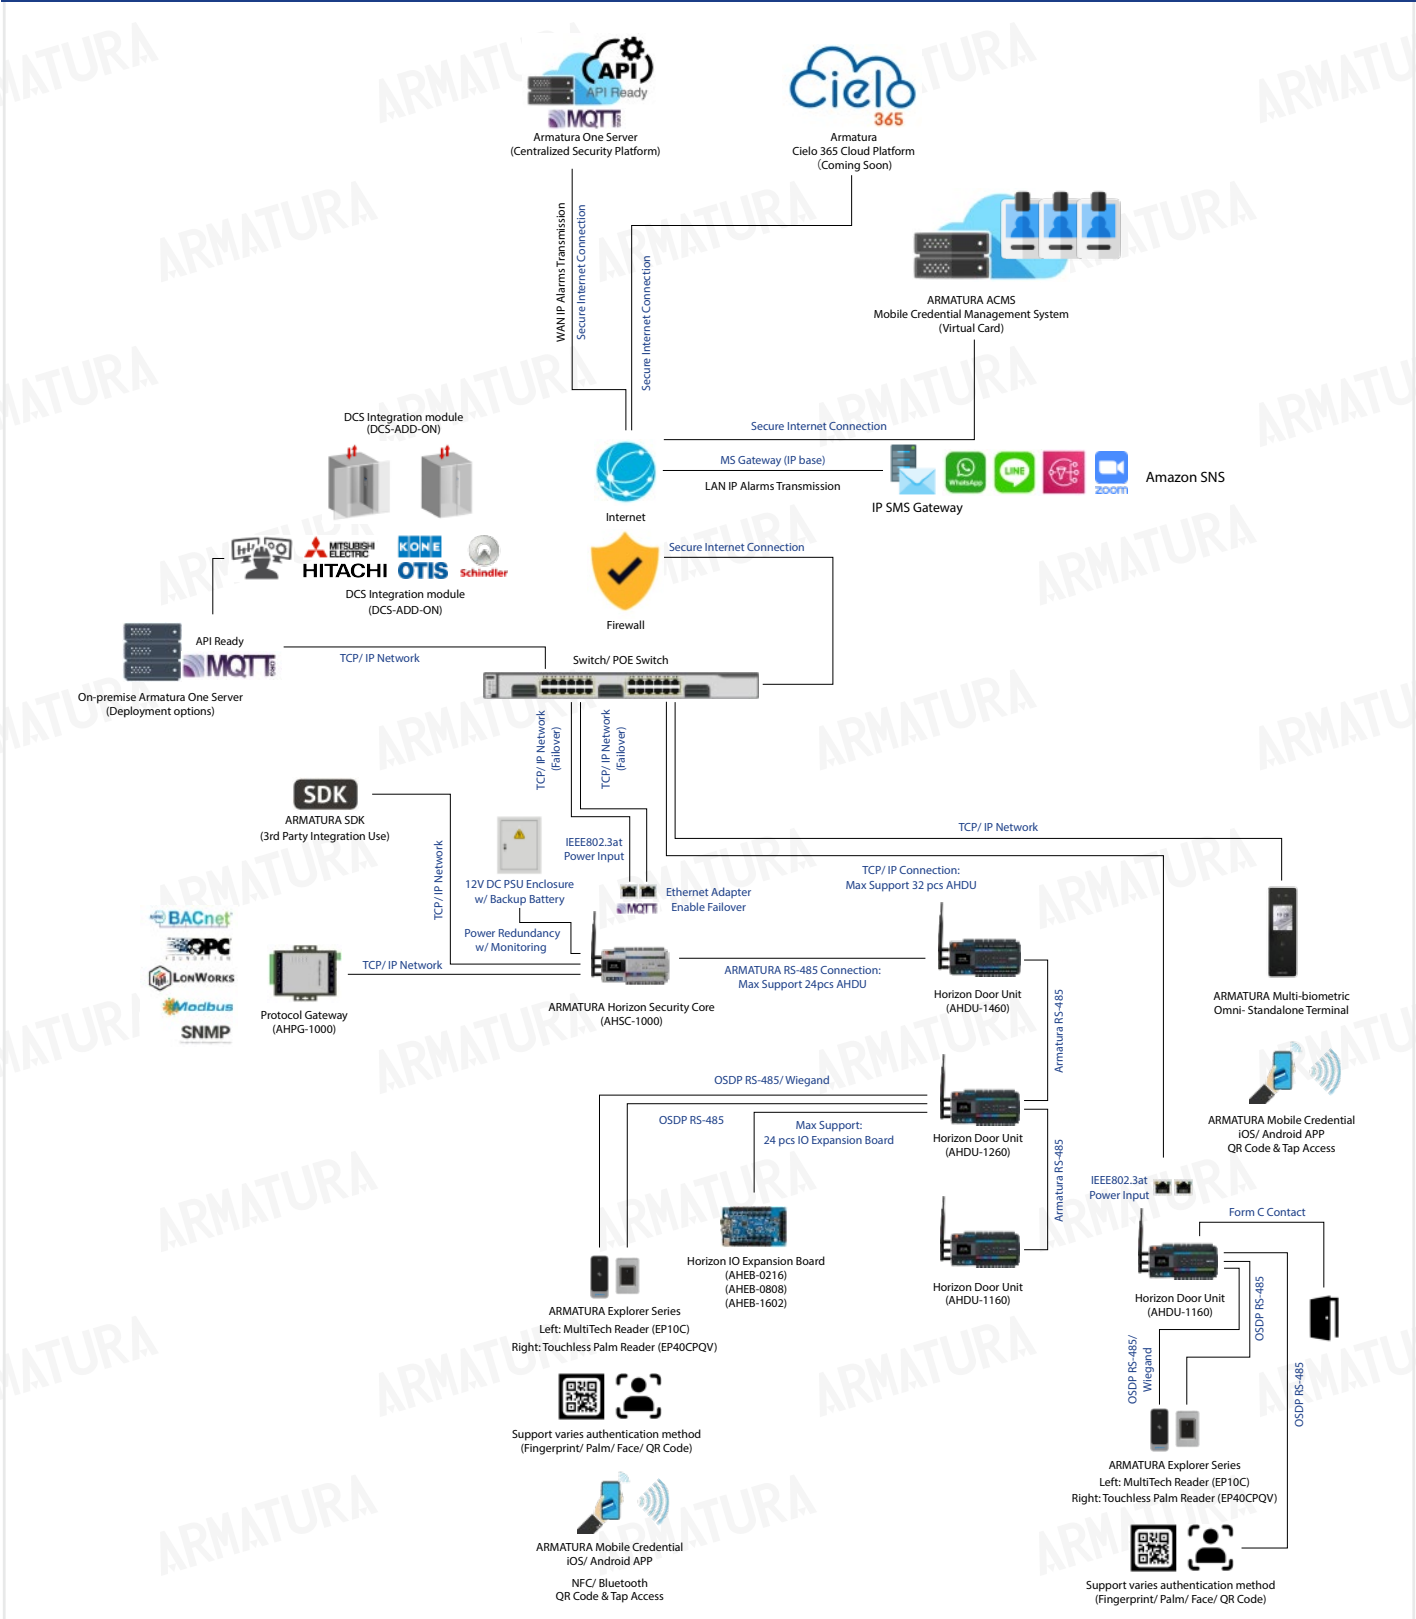 API
API Ready
MQTT
.ORG
Armatura One Server
(Centralized Security Platform)
Cielo
365
Armatura
Cielo 365 Cloud Platform
(Coming Soon)
WAN IP Alarms Transmission
Secure Internet Connection
Secure Internet Connection
ARMATURA ACMS
Mobile Credential Management System
(Virtual Card)
DCS Integration module
(DCS-ADD-ON)
Secure Internet Connection
MS Gateway (IP base)
LAN IP Alarms Transmission
Internet
IP SMS Gateway
WhatsApp
LINE
zoom
Amazon SNS
MITSUBISHI
ELECTRIC
HITACHI
KONE
OTIS
Schindler
DCS Integration module
(DCS-ADD-ON)
Secure Internet Connection
Firewall
API Ready
MQTT
.ORG
TCP/ IP Network
On-premise Armatura One Server
(Deployment options)
Switch/ POE Switch
TCP/ IP Network
(Failover)
TCP/ IP Network
(Failover)
SDK
ARMATURA SDK
(3rd Party Integration Use)
TCP/ IP Network
12V DC PSU Enclosure
w/ Backup Battery
IEEE802.3at
Power Input
Ethernet Adapter
Enable Failover
MQTT
Power Redundancy
w/ Monitoring
TCP/ IP Network
TCP/ IP Connection:
Max Support 32 pcs AHDU
BACnet
OPC
FOUNDATION
LONWORKS
Modbus
SNMP
Protocol Gateway
(AHPG-1000)
TCP/ IP Network
ARMATURA Horizon Security Core
(AHSC-1000)
ARMATURA RS-485 Connection:
Max Support 24pcs AHDU
Horizon Door Unit
(AHDU-1460)
Armatura RS-485
ARMATURA Multi-biometric
Omni- Standalone Terminal
ARMATURA Mobile Credential
iOS/ Android APP
QR Code & Tap Access
OSDP RS-485/ Wiegand
OSDP RS-485
Max Support:
24 pcs IO Expansion Board
Horizon Door Unit
(AHDU-1260)
Armatura RS-485
Horizon IO Expansion Board
(AHEB-0216)
(AHEB-0808)
(AHEB-1602)
Horizon Door Unit
(AHDU-1160)
IEEE802.3at
Power Input
Form C Contact
Horizon Door Unit
(AHDU-1160)
OSDP RS-485
OSDP RS-485/
Wiegand
OSDP RS-485
ARMATURA Explorer Series
Left: MultiTech Reader (EP10C)
Right: Touchless Palm Reader (EP40CPQV)
Support varies authentication method
(Fingerprint/ Palm/ Face/ QR Code)
ARMATURA Mobile Credential
iOS/ Android APP
NFC/ Bluetooth
QR Code & Tap Access
ARMATURA Explorer Series
Left: MultiTech Reader (EP10C)
Right: Touchless Palm Reader (EP40CPQV)
Support varies authentication method
(Fingerprint/ Palm/ Face/ QR Code)